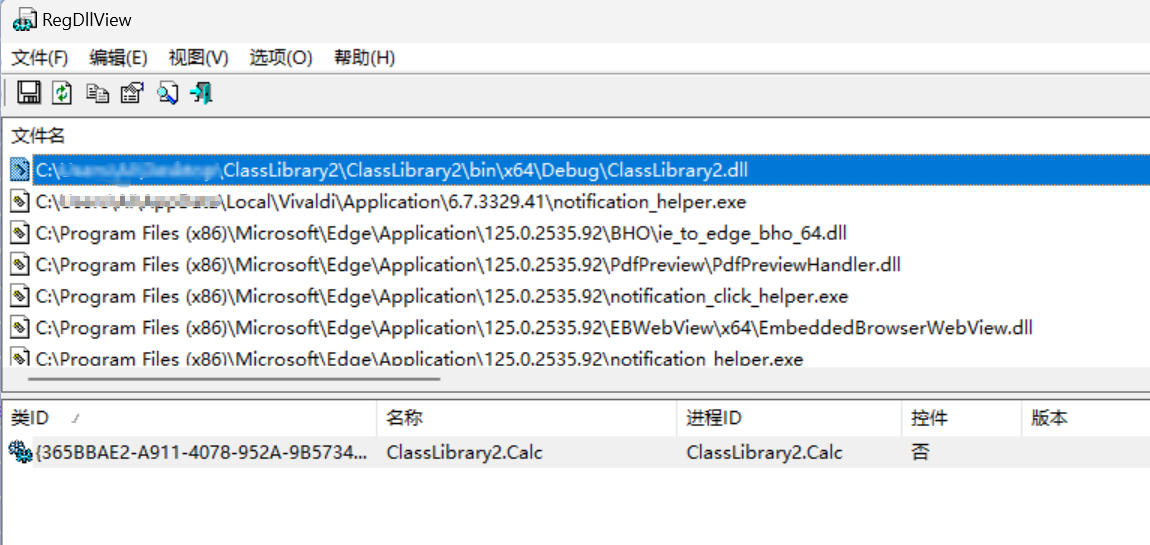 RegDllView
文件(F) 编辑(E) 视图(V) 选项(O) 帮助(H)
文件名
C:\ ClassLibrary2\ClassLibrary2\bin\x64\Debug\ClassLibrary2.dll
C:\ \Local\Vivaldi\Application\6.7.3329.41\notification_helper.exe
C:\Program Files (x86)\Microsoft\Edge\Application\125.0.2535.92\BHO\ie_to_edge_bho_64.dll
C:\Program Files (x86)\Microsoft\Edge\Application\125.0.2535.92\PdfPreview\PdfPreviewHandler.dll
C:\Program Files (x86)\Microsoft\Edge\Application\125.0.2535.92\notification_click_helper.exe
C:\Program Files (x86)\Microsoft\Edge\Application\125.0.2535.92\EBWebView\x64\EmbeddedBrowserWebView.dll
C:\Program Files (x86)\Microsoft\Edge\Application\125.0.2535.92\notification_helper.exe
类ID 名称 进程ID 控件 版本
{365BBAE2-A911-4078-952A-9B5734... ClassLibrary2.Calc ClassLibrary2.Calc 否